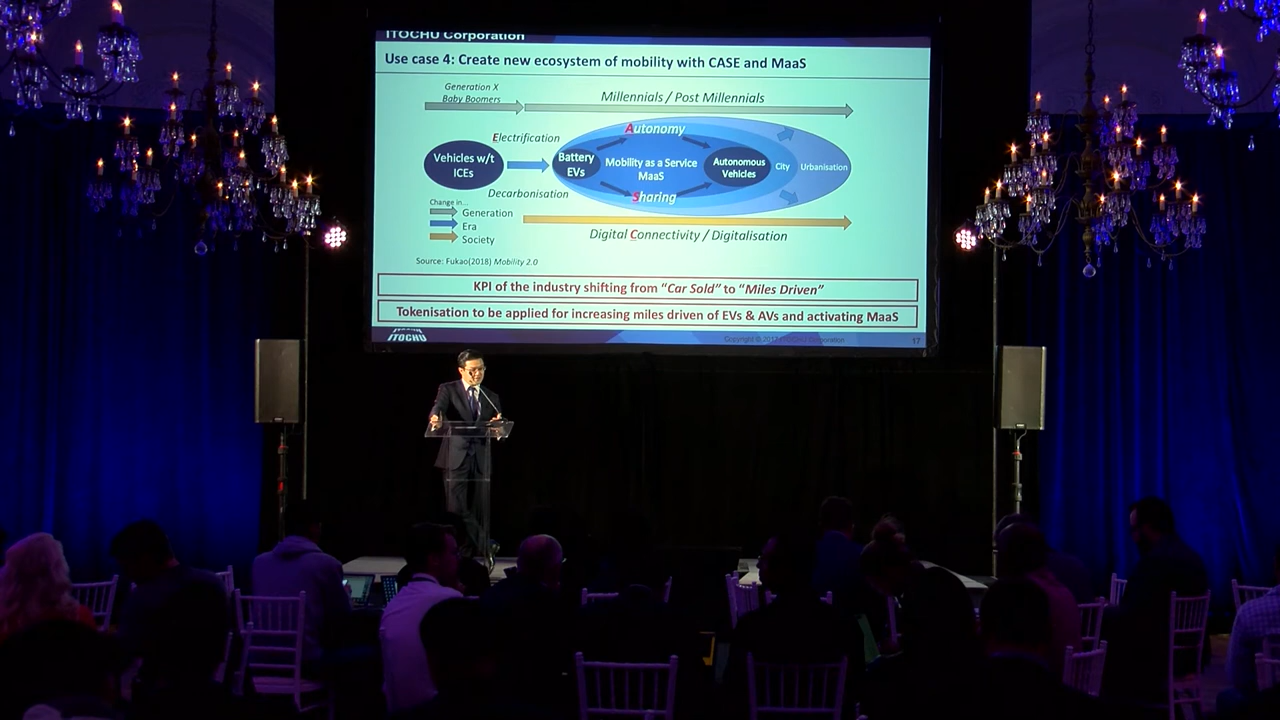 ITOCHU Corporation
Use case 4: Create new ecosystem of mobility with CASE and MaaS
Generation X
Baby Boomers
Millennials / Post Millennials
Electrification
Autonomy
Vehicles w/t
ICEs
Battery
EVs
Mobility as a Service
MaaS
Autonomous
Vehicles
City
Urbanisation
Decarbonisation
Sharing
Change in...
Generation
Era
Society
Digital Connectivity / Digitalisation
Source: Fukao(2018) Mobility 2.0
KPI of the industry shifting from “Car Sold” to “Miles Driven”
Tokenisation to be applied for increasing miles driven of EVs & AVs and activating MaaS
ITOCHU
Copyright © ITOCHU Corporation
17